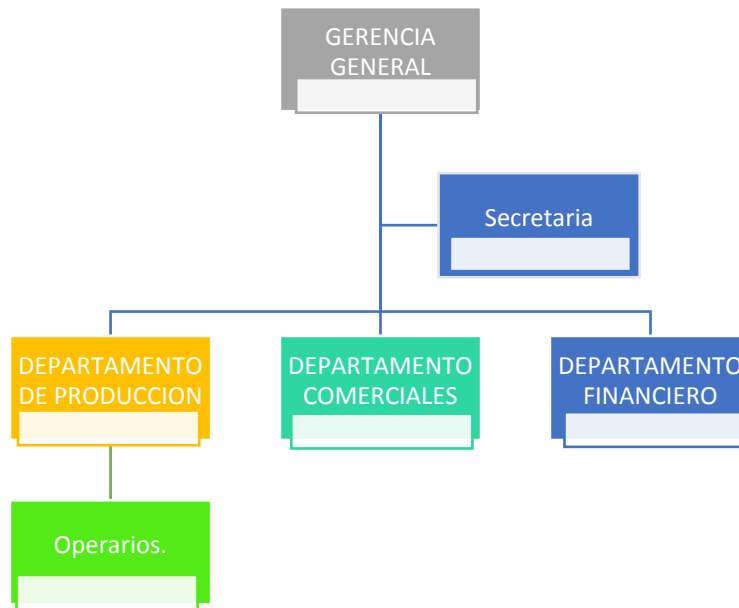 GERENCIA
GENERAL
Secretaria
DEPARTAMENTO
DE PRODUCCION
DEPARTAMENTO
COMERCIALES
DEPARTAMENTO
FINANCIERO
Operarios.